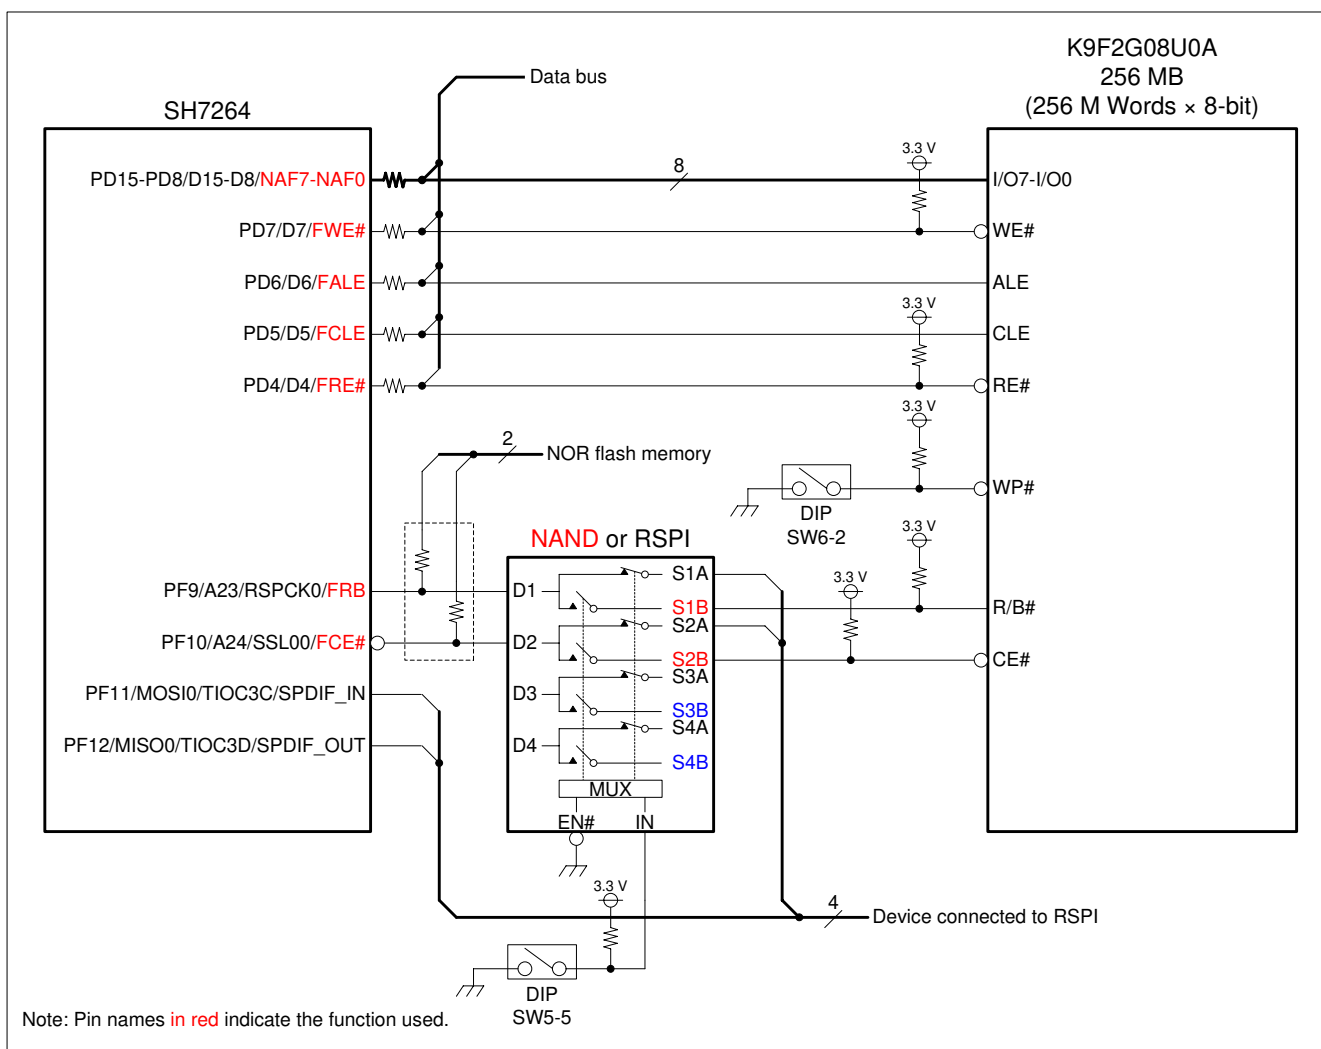 K9F2G08U0A
256 MB
(256 M Words × 8-bit)
SH7264
Data bus
PD15-PD8/D15-D8/NAF7-NAF0
8
3.3 V
I/O7-I/O0
PD7/D7/FWE#
WE#
PD6/D6/FALE
ALE
3.3 V
PD5/D5/FCLE
CLE
PD4/D4/FRE#
RE#
3.3 V
2
NOR flash memory
WP#
DIP
SW6-2
3.3 V
NAND or RSPI
3.3 V
PF9/A23/RSPCK0/FRB
D1
S1A
S1B
R/B#
PF10/A24/SSL00/FCE#
D2
S2A
S2B
CE#
PF11/MOSI0/TIOC3C/SPDIF_IN
D3
S3A
S3B
PF12/MISO0/TIOC3D/SPDIF_OUT
D4
S4A
S4B
MUX
EN#
IN
3.3 V
4
Device connected to RSPI
DIP
SW5-5
Note: Pin names in red indicate the function used.